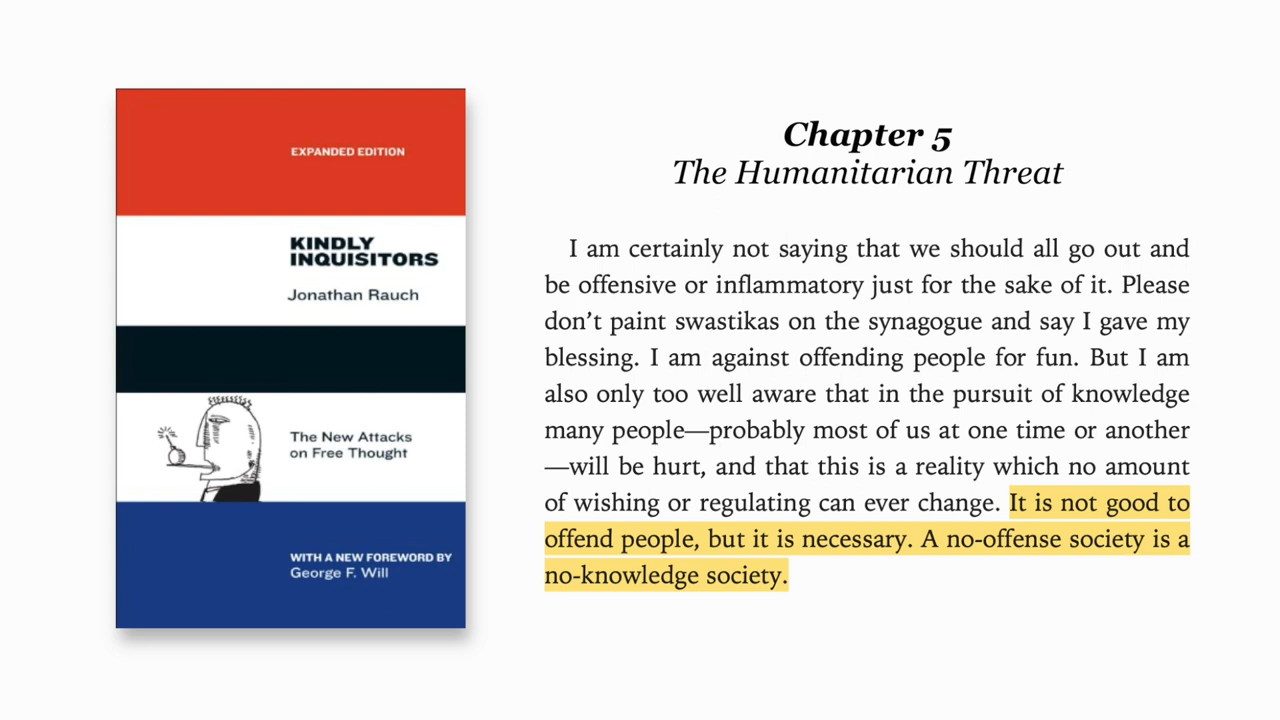 EXPANDED EDITION
KINDLY
INQUISITORS
Jonathan Rauch
The New Attacks
on Free Thought
WITH A NEW FOREWORD BY
George F. Will
Chapter 5
The Humanitarian Threat
I am certainly not saying that we should all go out and
be offensive or inflammatory just for the sake of it. Please
don’t paint swastikas on the synagogue and say I gave my
blessing. I am against offending people for fun. But I am
also only too well aware that in the pursuit of knowledge
many people—probably most of us at one time or another
—will be hurt, and that this is a reality which no amount
of wishing or regulating can ever change. It is not good to
offend people, but it is necessary. A no-offense society is a
no-knowledge society.